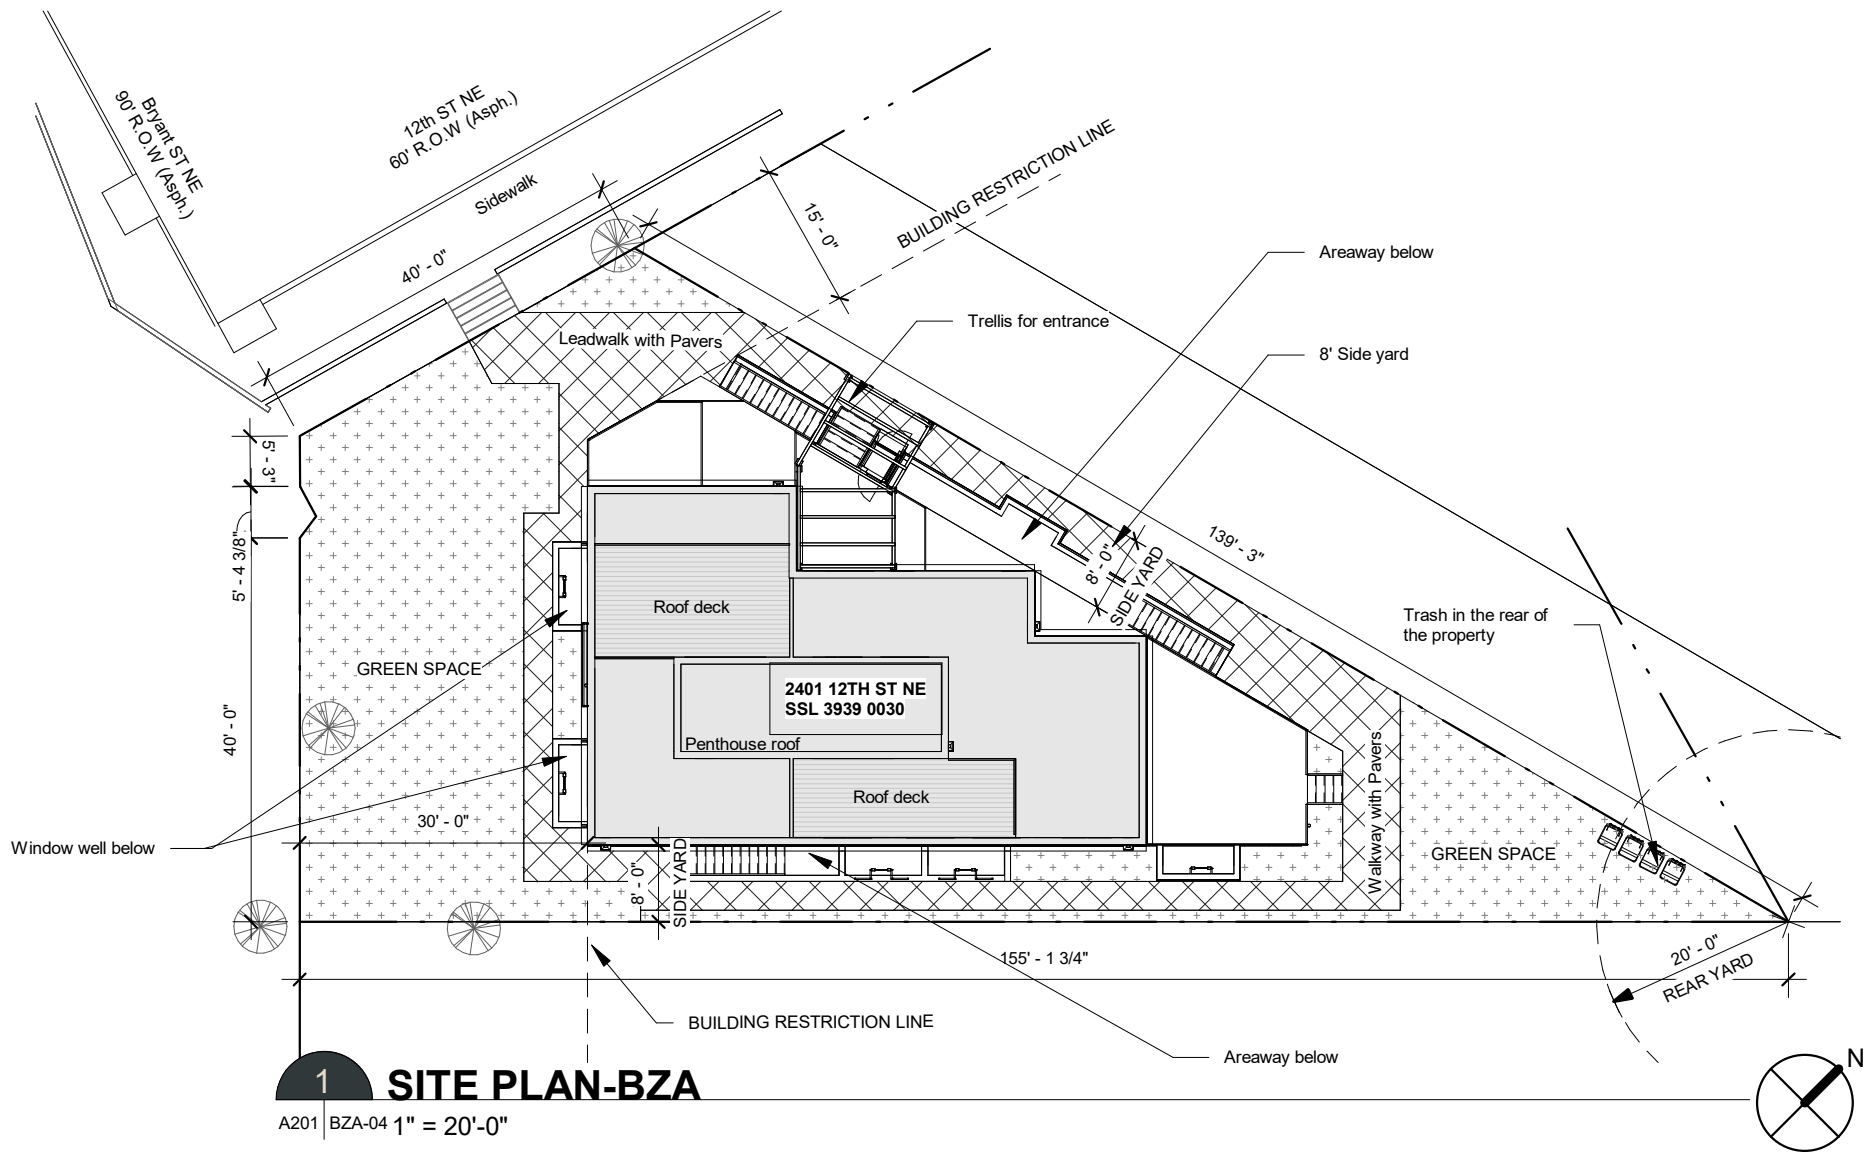 Bryant ST NE
90' R.O.W (Asph.)
12th ST NE
60' R.O.W (Asph.)
Sidewalk
40' - 0"
15' - 0"
BUILDING RESTRICTION LINE
Areaway below
Trellis for entrance
8' Side yard
Leadwalk with Pavers
5' - 3"
5' - 4 3/8"
139' - 3"
8' - 0"
SIDE YARD
Roof deck
Trash in the rear of
the property
GREEN SPACE
2401 12TH ST NE
SSL 3939 0030
40' - 0"
Penthouse roof
Roof deck
Walkway with Pavers
30' - 0"
Window well below
GREEN SPACE
8' - 0"
SIDE YARD
155' - 1 3/4"
20' - 0"
REAR YARD
BUILDING RESTRICTION LINE
Areaway below
N
1
SITE PLAN-BZA
A201
BZA-04
1" = 20'-0"